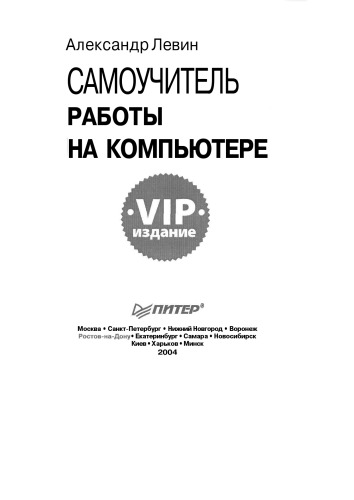 Александр Левин
САМОУЧИТЕЛЬ
РАБОТЫ
НА КОМПЬЮТЕРЕ
•VIP•
издание
ПИТЕР®
Москва • Санкт-Петербург • Нижний Новгород • Воронеж
Ростов-на-Дону • Екатеринбург • Самара • Новосибирск
Киев • Харьков • Минск
2004